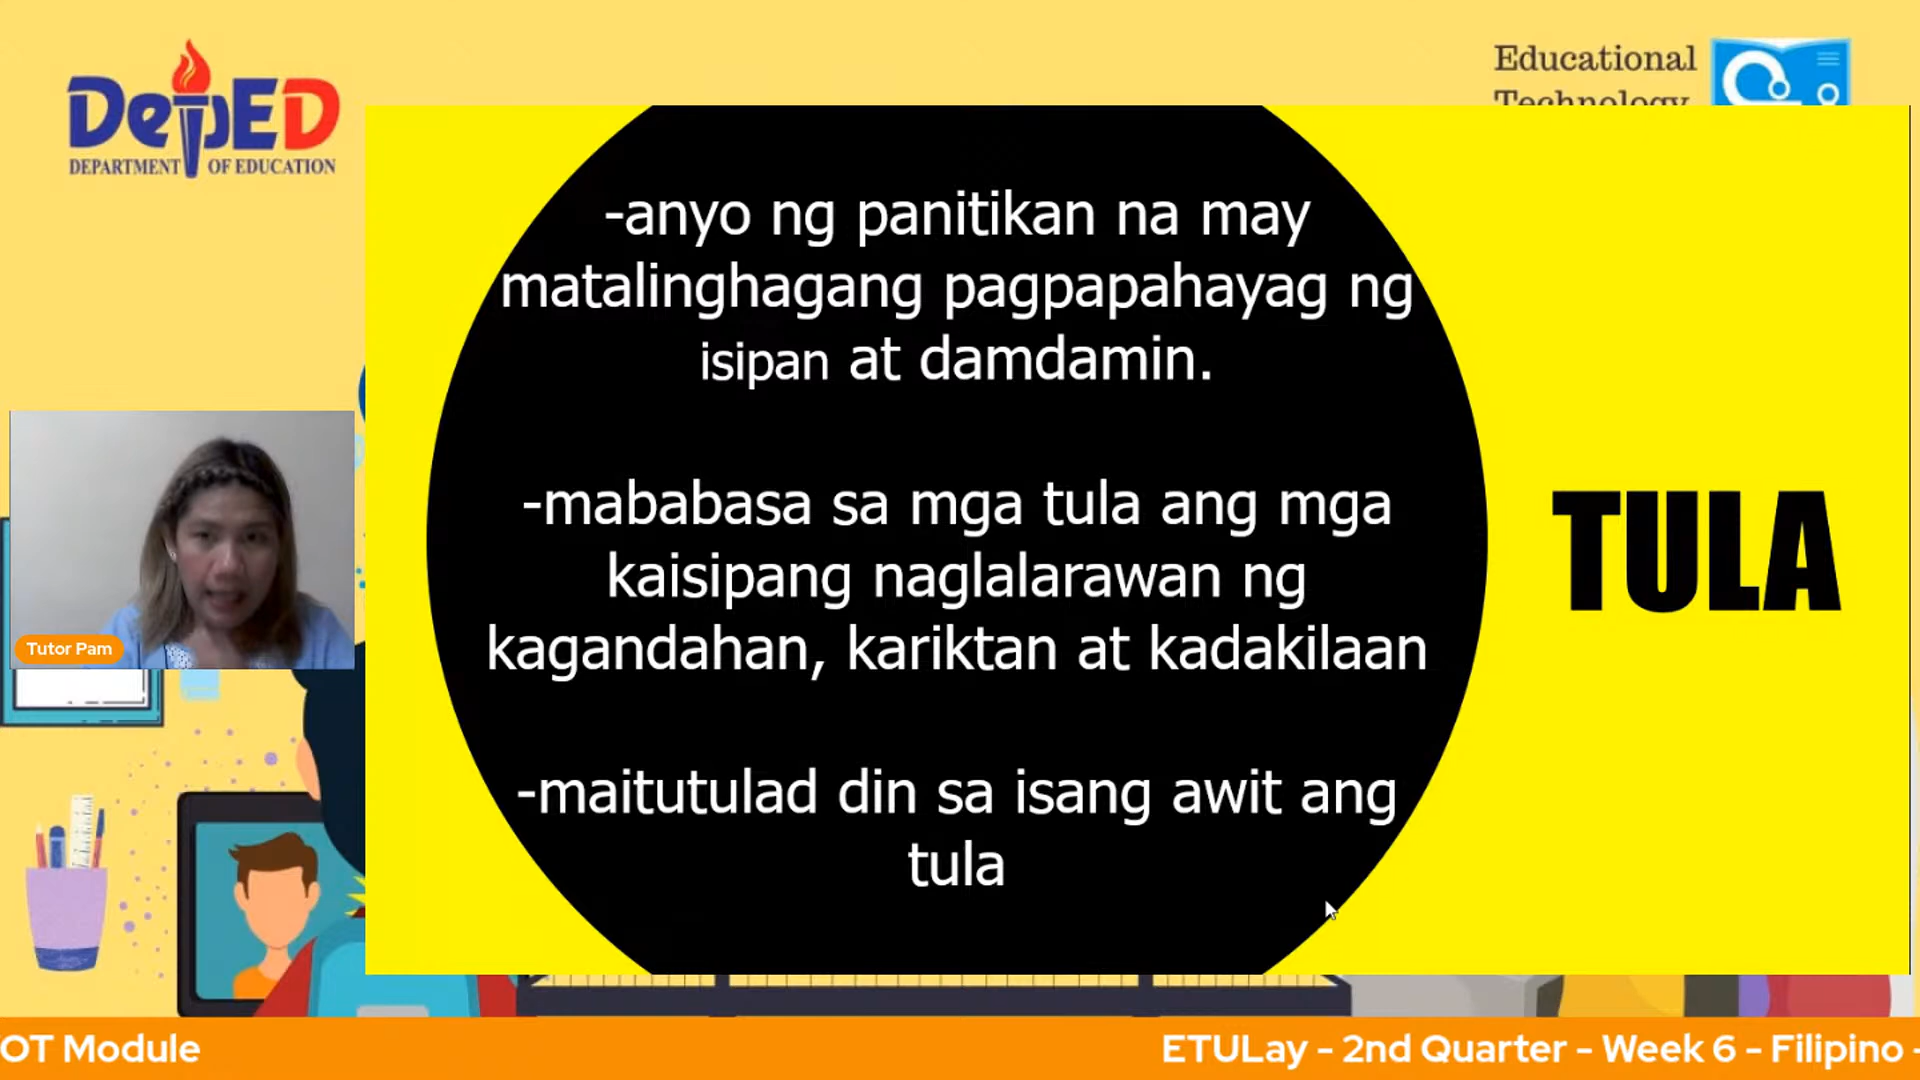 DepED
DEPARTMENT OF EDUCATION
Educational
Technology
-anyo ng panitikan na may
matalinghagang pagpapahayag ng
isipan at damdamin.
-mababasa sa mga tula ang mga
kaisipang naglalarawan ng
kagandahan, kariktan at kadakilaan
-maitutulad din sa isang awit ang
tula
TULA
Tutor Pam
OT Module
ETULay - 2nd Quarter - Week 6 - Filipino -